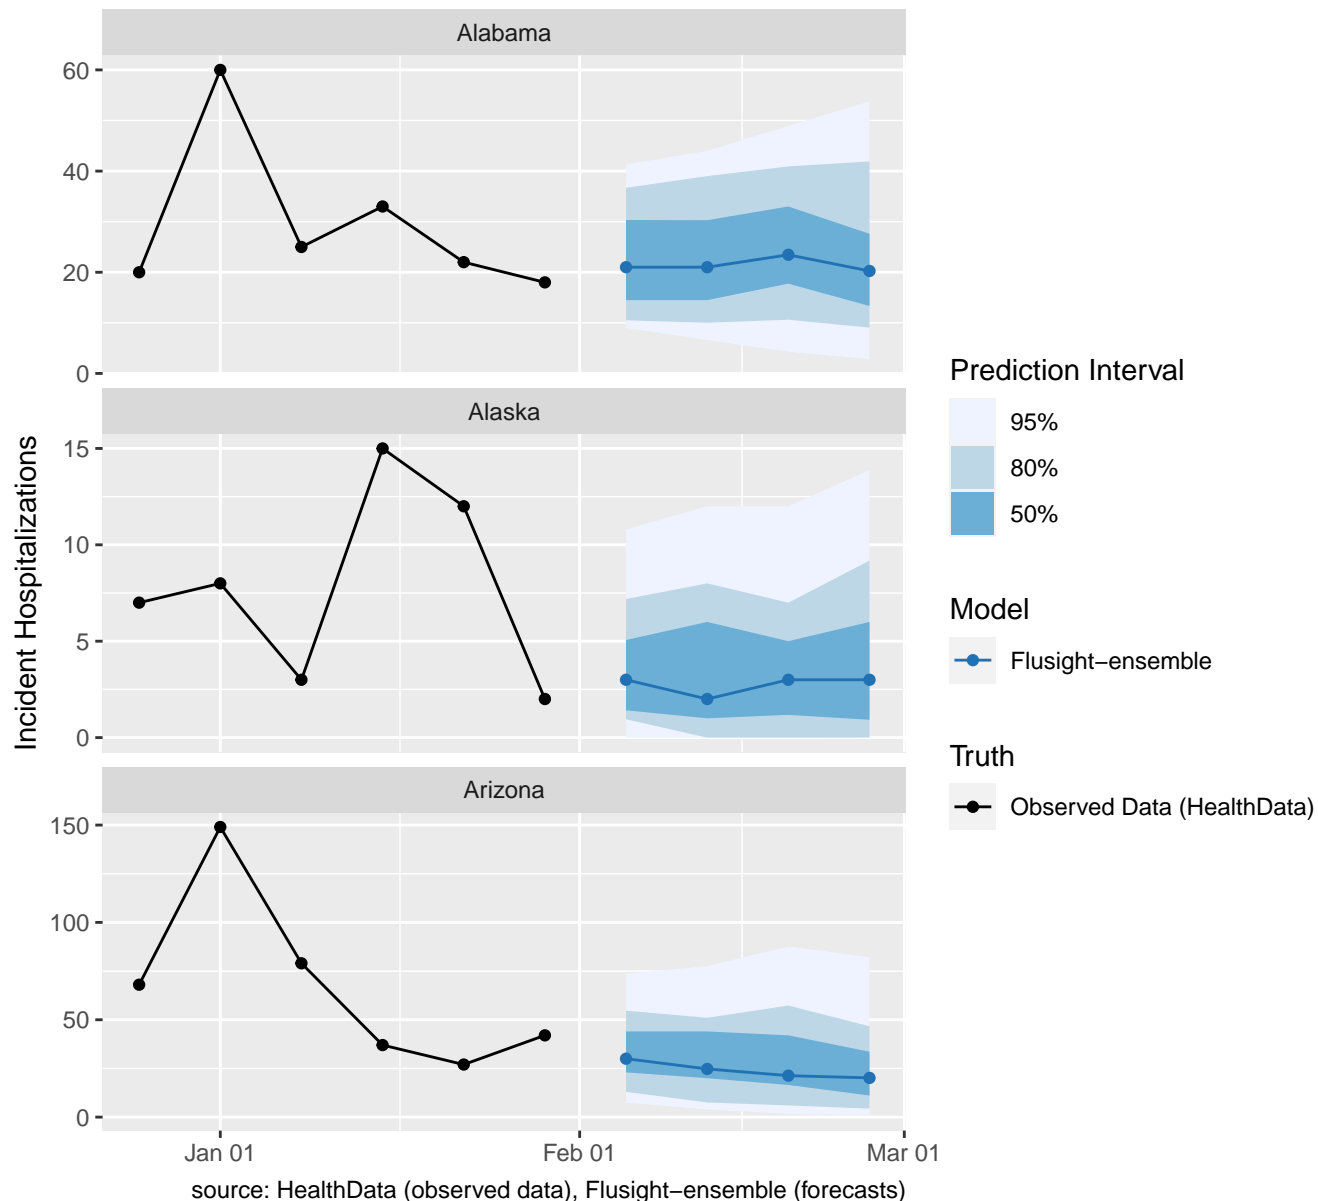 Alabama
60
40
20
0
Alaska
15
10
5
0
Arizona
150
100
50
0
Incident Hospitalizations
Jan 01
Feb 01
Mar 01
source: HealthData (observed data), Flusight−ensemble (forecasts)
Prediction Interval
95%
80%
50%
Model
Flusight−ensemble
Truth
Observed Data (HealthData)